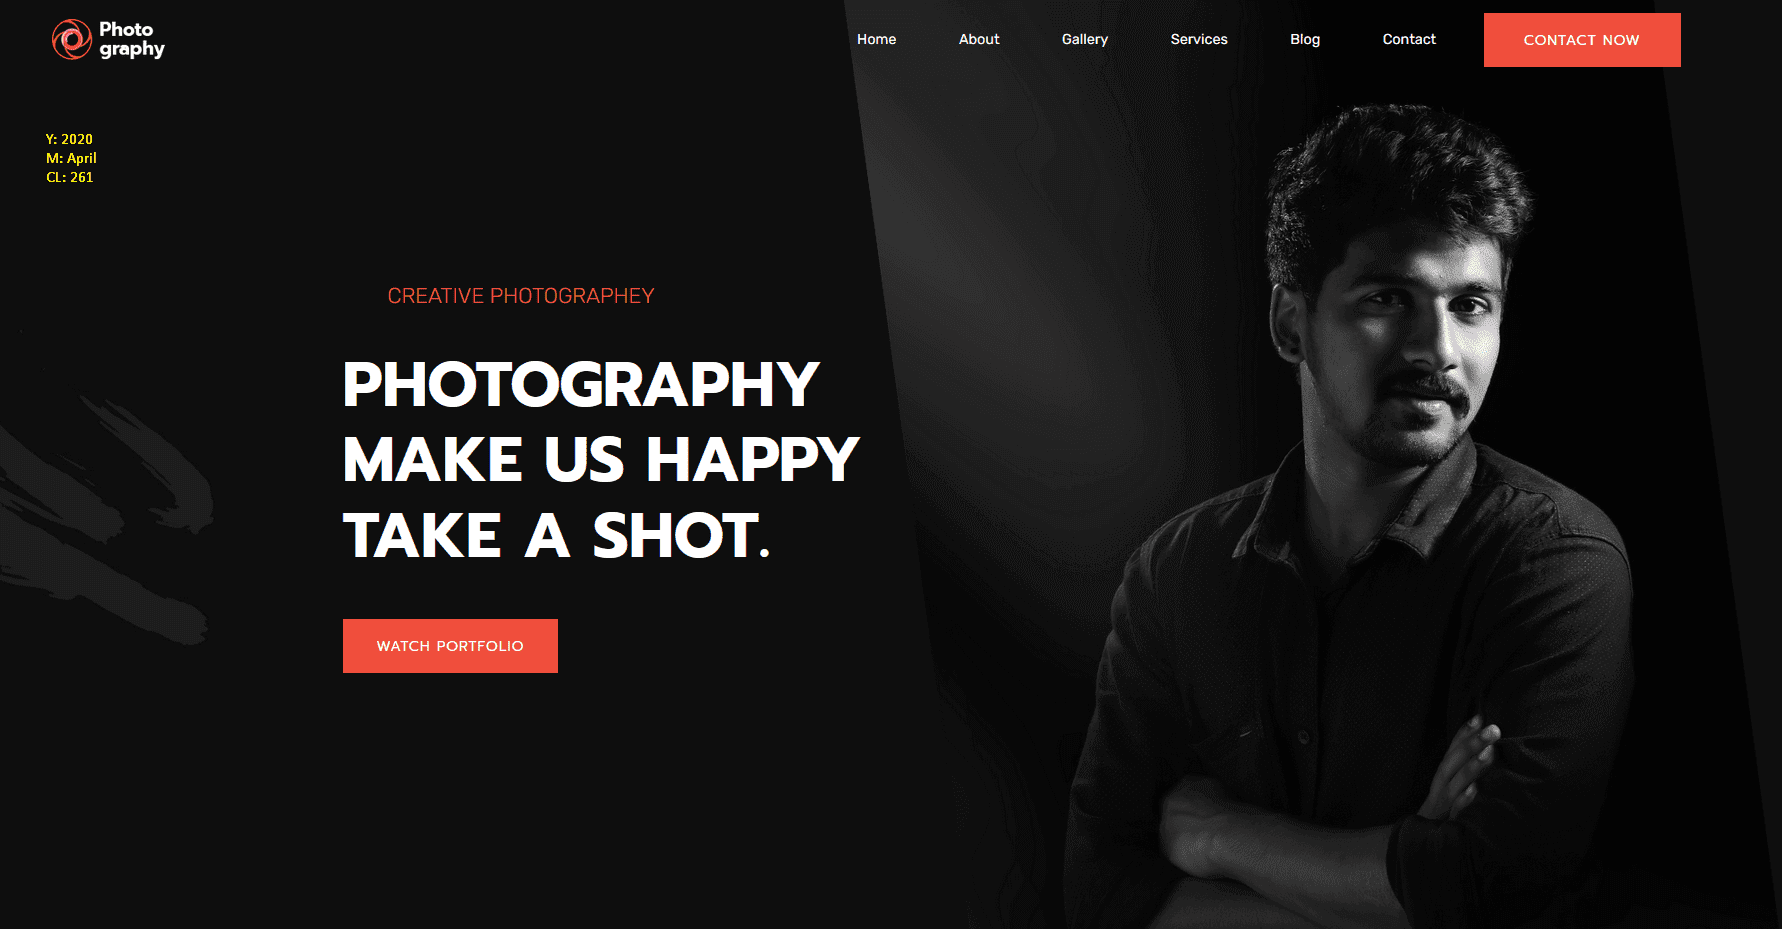 Photo
graphy
Home About Gallery Services Blog Contact CONTACT NOW
Y: 2020
M: April
CL: 261
CREATIVE PHOTOGRAPHEY
PHOTOGRAPHY
MAKE US HAPPY
TAKE A SHOT.
WATCH PORTFOLIO